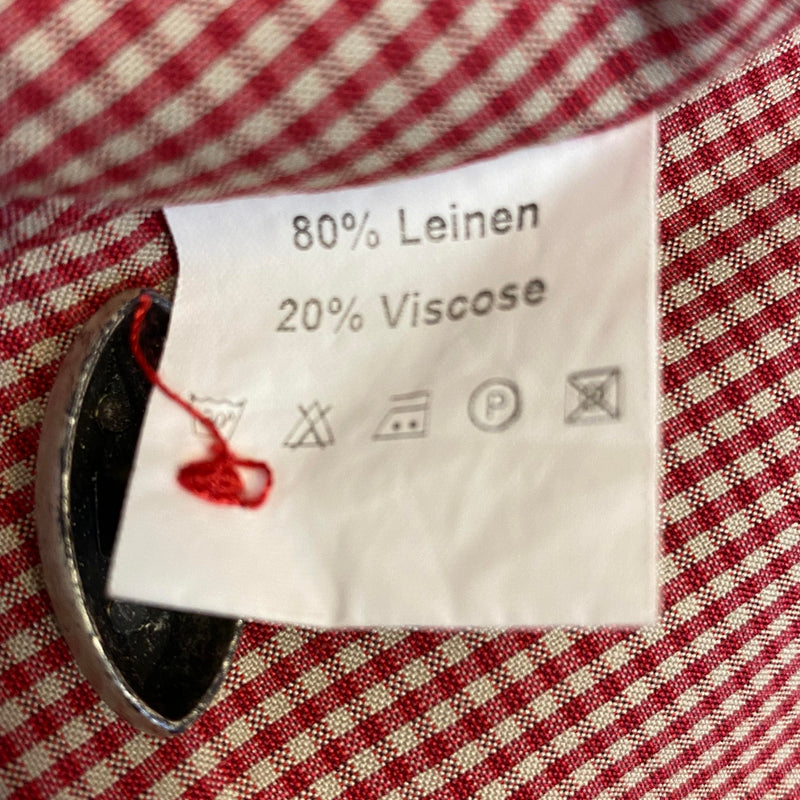 80% Leinen
20% Viscose
P